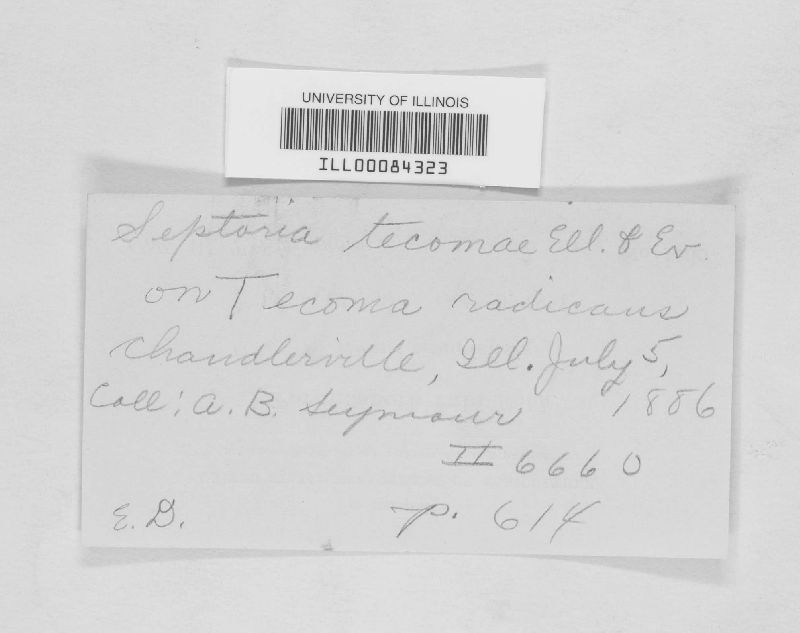 UNIVERSITY OF ILLINOIS
ILL00084323
Septoria tecomae Ell. & Ev.
on Tecoma radicans
Chandlerville, Ill. July 5,
Coll: A. B. Seymour 1886
II 6660
E. D. p. 614